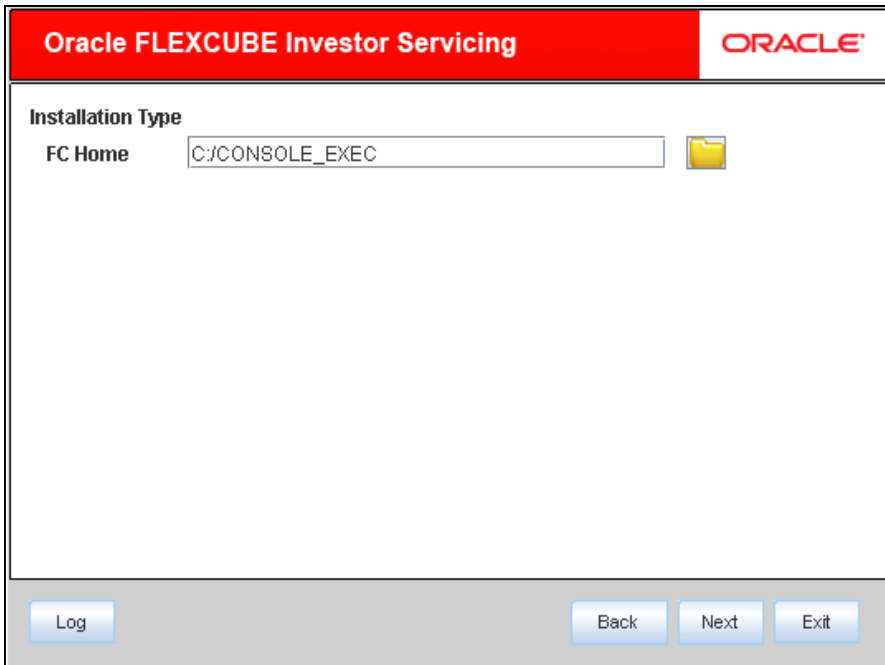 Oracle FLEXCUBE Investor Servicing
ORACLE
Installation Type
FC Home C:/CONSOLE_EXEC
Log Back Next Exit